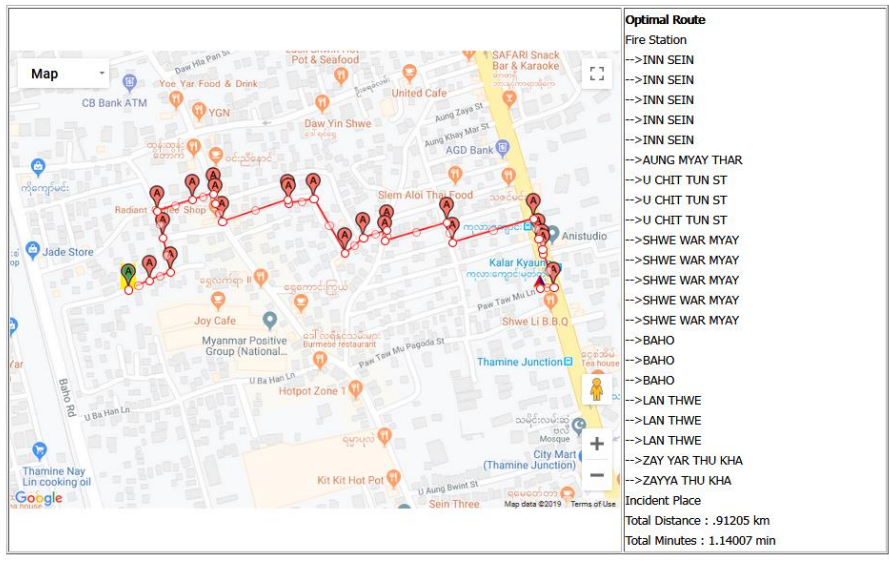 Map
Daw Hla Pan St
Pot & Seafood
SAFARI Snack
Bar & Karaoke
Yoe Yar Food & Drink
CB Bank ATM
YGN
United Cafe
Daw Yin Shwe
Aung Zaya St
Aung Khay Mar St
AGD Bank
Slem Aloi Thai Food
Radiant
Shop
Anistudio
Jade Store
Kalar Kyaung
Paw Taw Mu Ln
Joy Cafe
Shwe Li B.B.Q
Myanmar Positive
Group (National...
Burmese restaurant
Paw Taw Mu Pagoda St
Thamine Junction
Tea house
U Ba Han Ln
Hotpot Zone 1
Baho Rd
U Ba Han Ln
Mosque
City Mart
(Thamine Junction)
Thamine Nay
Lin cooking oil
Kit Kit Hot Pot
U Aung Bwint St
Google
Sein Three
Map data ©2019
Terms of Use
Optimal Route
Fire Station
-->INN SEIN
-->INN SEIN
-->INN SEIN
-->INN SEIN
-->INN SEIN
-->AUNG MYAY THAR
-->U CHIT TUN ST
-->U CHIT TUN ST
-->U CHIT TUN ST
-->SHWE WAR MYAY
-->SHWE WAR MYAY
-->SHWE WAR MYAY
-->SHWE WAR MYAY
-->SHWE WAR MYAY
-->BAHO
-->BAHO
-->BAHO
-->LAN THWE
-->LAN THWE
-->LAN THWE
-->ZAY YAR THU KHA
-->ZAYYA THU KHA
Incident Place
Total Distance : .91205 km
Total Minutes : 1.14007 min